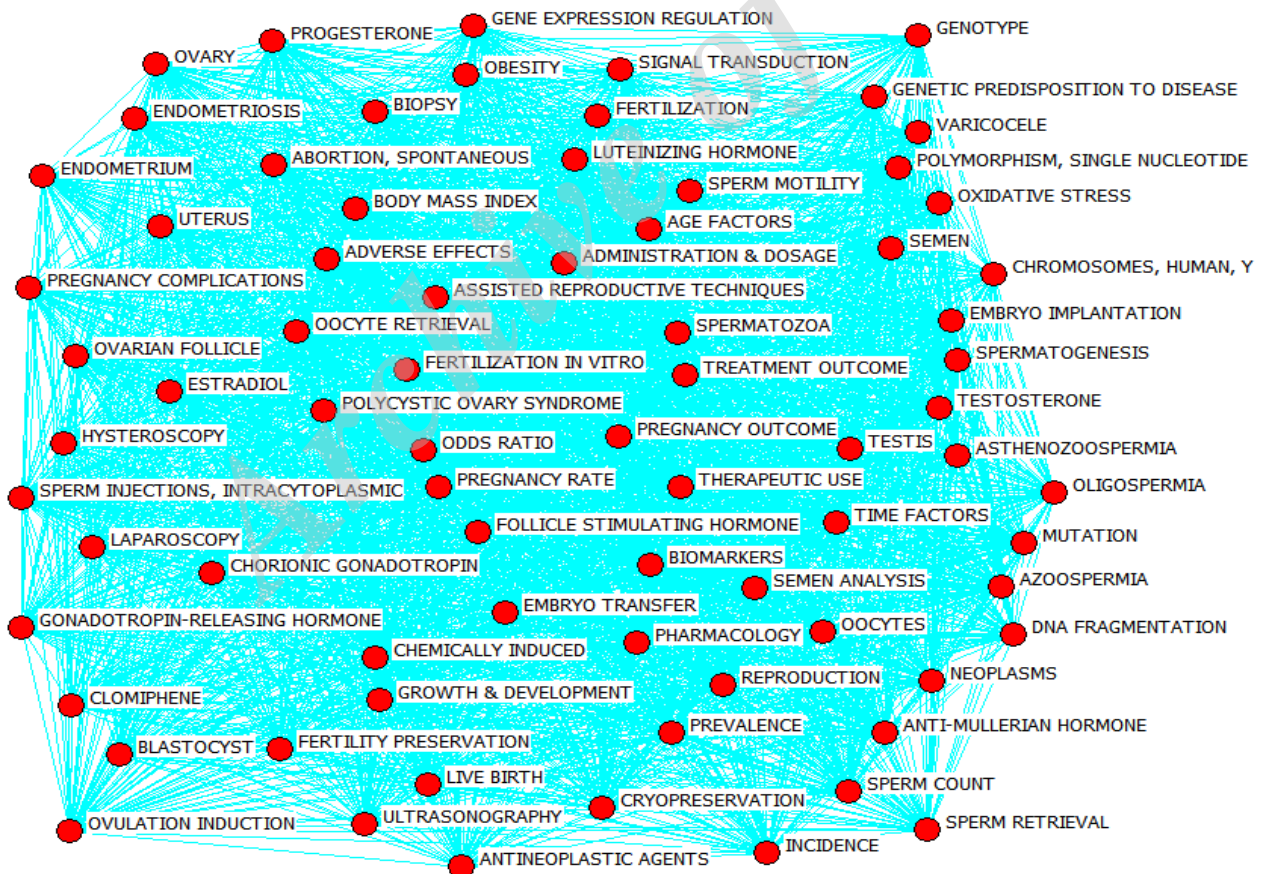 GENE EXPRESSION REGULATION
GENOTYPE
PROGESTERONE
OVARY
OBESITY
SIGNAL TRANSDUCTION
GENETIC PREDISPOSITION TO DISEASE
ENDOMETRIOSIS
BIOPSY
FERTILIZATION
VARICOCELE
ENDOMETRIUM
ABORTION, SPONTANEOUS
LUTEINIZING HORMONE
POLYMORPHISM, SINGLE NUCLEOTIDE
SPERM MOTILITY
OXIDATIVE STRESS
UTERUS
BODY MASS INDEX
AGE FACTORS
ADVERSE EFFECTS
ADMINISTRATION & DOSAGE
SEMEN
PREGNANCY COMPLICATIONS
ASSISTED REPRODUCTIVE TECHNIQUES
CHROMOSOMES, HUMAN, Y
OOCYTE RETRIEVAL
SPERMATOZOA
EMBRYO IMPLANTATION
OVARIAN FOLLICLE
FERTILIZATION IN VITRO
TREATMENT OUTCOME
SPERMATOGENESIS
ESTRADIOL
POLYCYSTIC OVARY SYNDROME
TESTOSTERONE
HYSTEROSCOPY
ODDS RATIO
PREGNANCY OUTCOME
TESTIS
ASTHENOZOOSPERMIA
SPERM INJECTIONS, INTRACYTOPLASMIC
PREGNANCY RATE
THERAPEUTIC USE
OLIGOSPERMIA
LAPAROSCOPY
FOLLICLE STIMULATING HORMONE
TIME FACTORS
MUTATION
CHORIONIC GONADOTROPIN
BIOMARKERS
SEMEN ANALYSIS
AZOOSPERMIA
GONADOTROPIN-RELEASING HORMONE
EMBRYO TRANSFER
PHARMACOLOGY
OOCYTES
DNA FRAGMENTATION
CHEMICALLY INDUCED
CLOMIPHENE
GROWTH & DEVELOPMENT
REPRODUCTION
NEOPLASMS
BLASTOCYST
FERTILITY PRESERVATION
PREVALENCE
ANTI-MULLERIAN HORMONE
LIVE BIRTH
SPERM COUNT
OVULATION INDUCTION
ULTRASONOGRAPHY
CRYOPRESERVATION
SPERM RETRIEVAL
ANTINEOPLASTIC AGENTS
INCIDENCE
Archive of